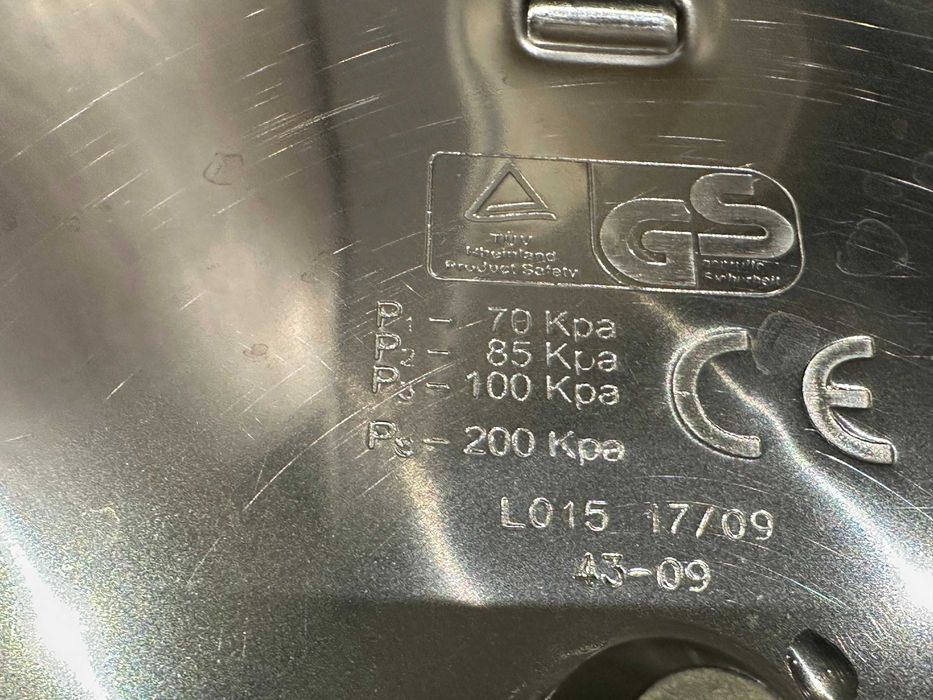 TÜV
Rheinland
Product Safety
GS
geprüfte
Sicherheit
P1 - 70 Kpa
P2 - 85 Kpa
P3 - 100 Kpa
PS - 200 Kpa
CE
L015 17/09
43-09